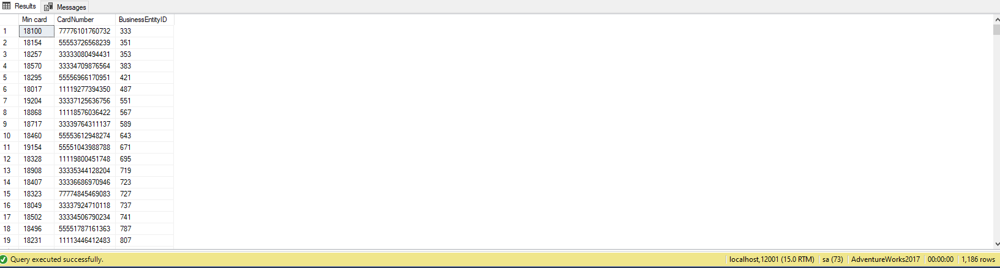 Results Messages
Min card CardNumber BusinessEntityID
1 18100 77776101760732 333
2 18154 55553726568239 351
3 18257 33333080494431 353
4 18570 33334709876564 383
5 18295 55556966170951 421
6 18017 11119277394350 487
7 19204 33337125636756 551
8 18868 11118576036422 567
9 18717 33339764311137 589
10 18460 55553612948274 643
11 19154 55551043988788 671
12 18328 11119800451748 695
13 18908 33335344128204 719
14 18407 33336686970946 723
15 18323 77774845469083 727
16 18049 33337924710118 737
17 18502 33334506790234 741
18 18496 55551787161363 787
19 18231 11113446412483 807
Query executed successfully. localhost,12001 (15.0 RTM) sa (73) AdventureWorks2017 00:00:00 1,186 rows